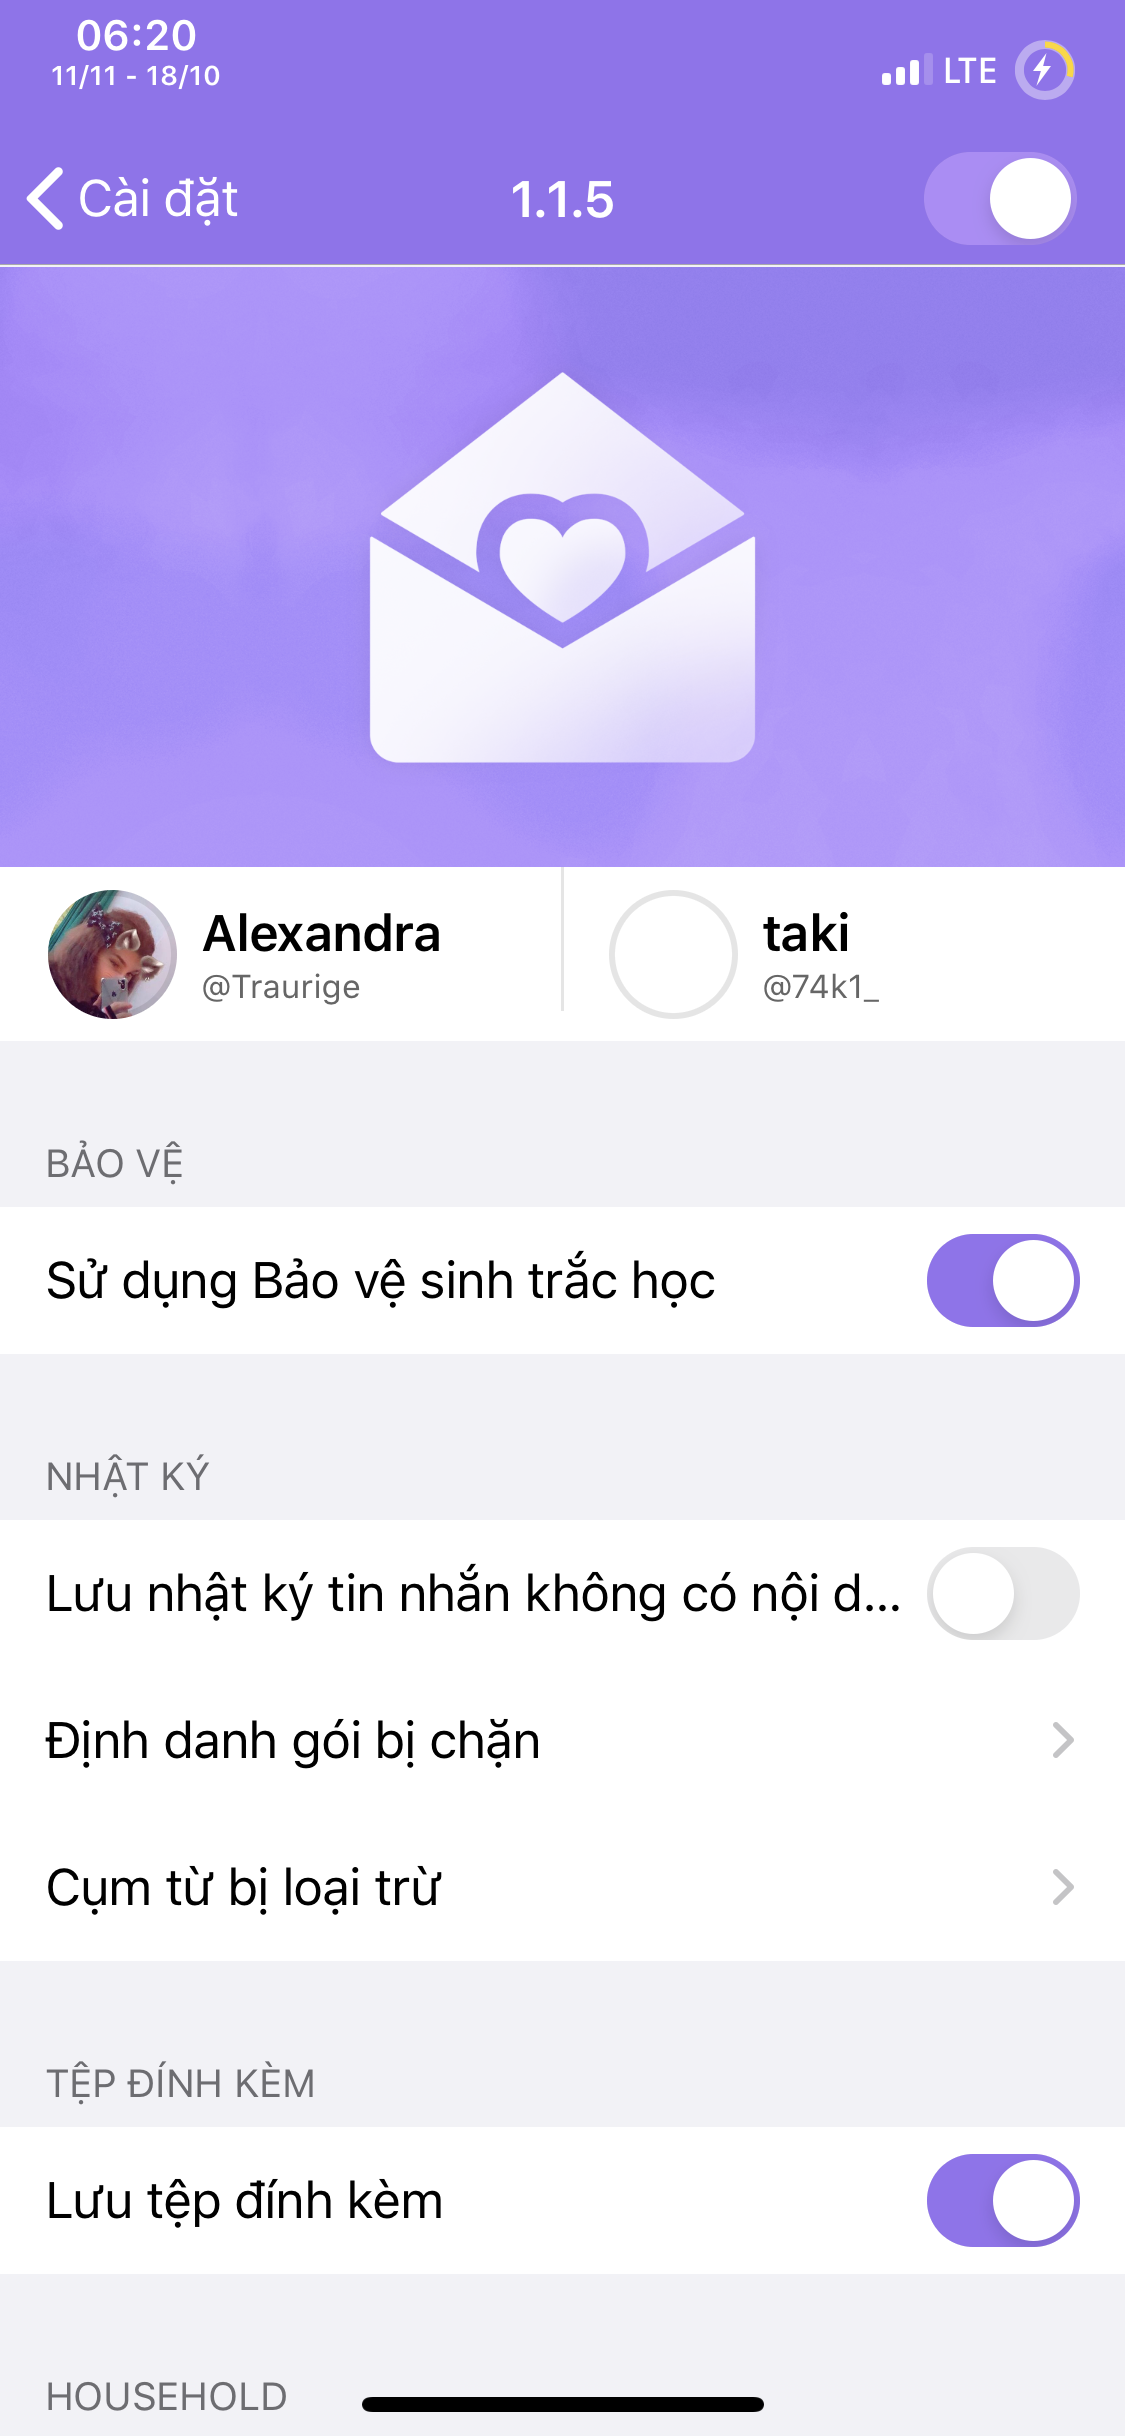 06:20
11/11 - 18/10
LTE
Cài đặt
1.1.5
Alexandra
@Traurige
taki
@74k1_
BẢO VỆ
Sử dụng Bảo vệ sinh trắc học
NHẬT KÝ
Lưu nhật ký tin nhắn không có nội d...
Định danh gói bị chặn
Cụm từ bị loại trừ
TỆP ĐÍNH KÈM
Lưu tệp đính kèm
HOUSEHOLD